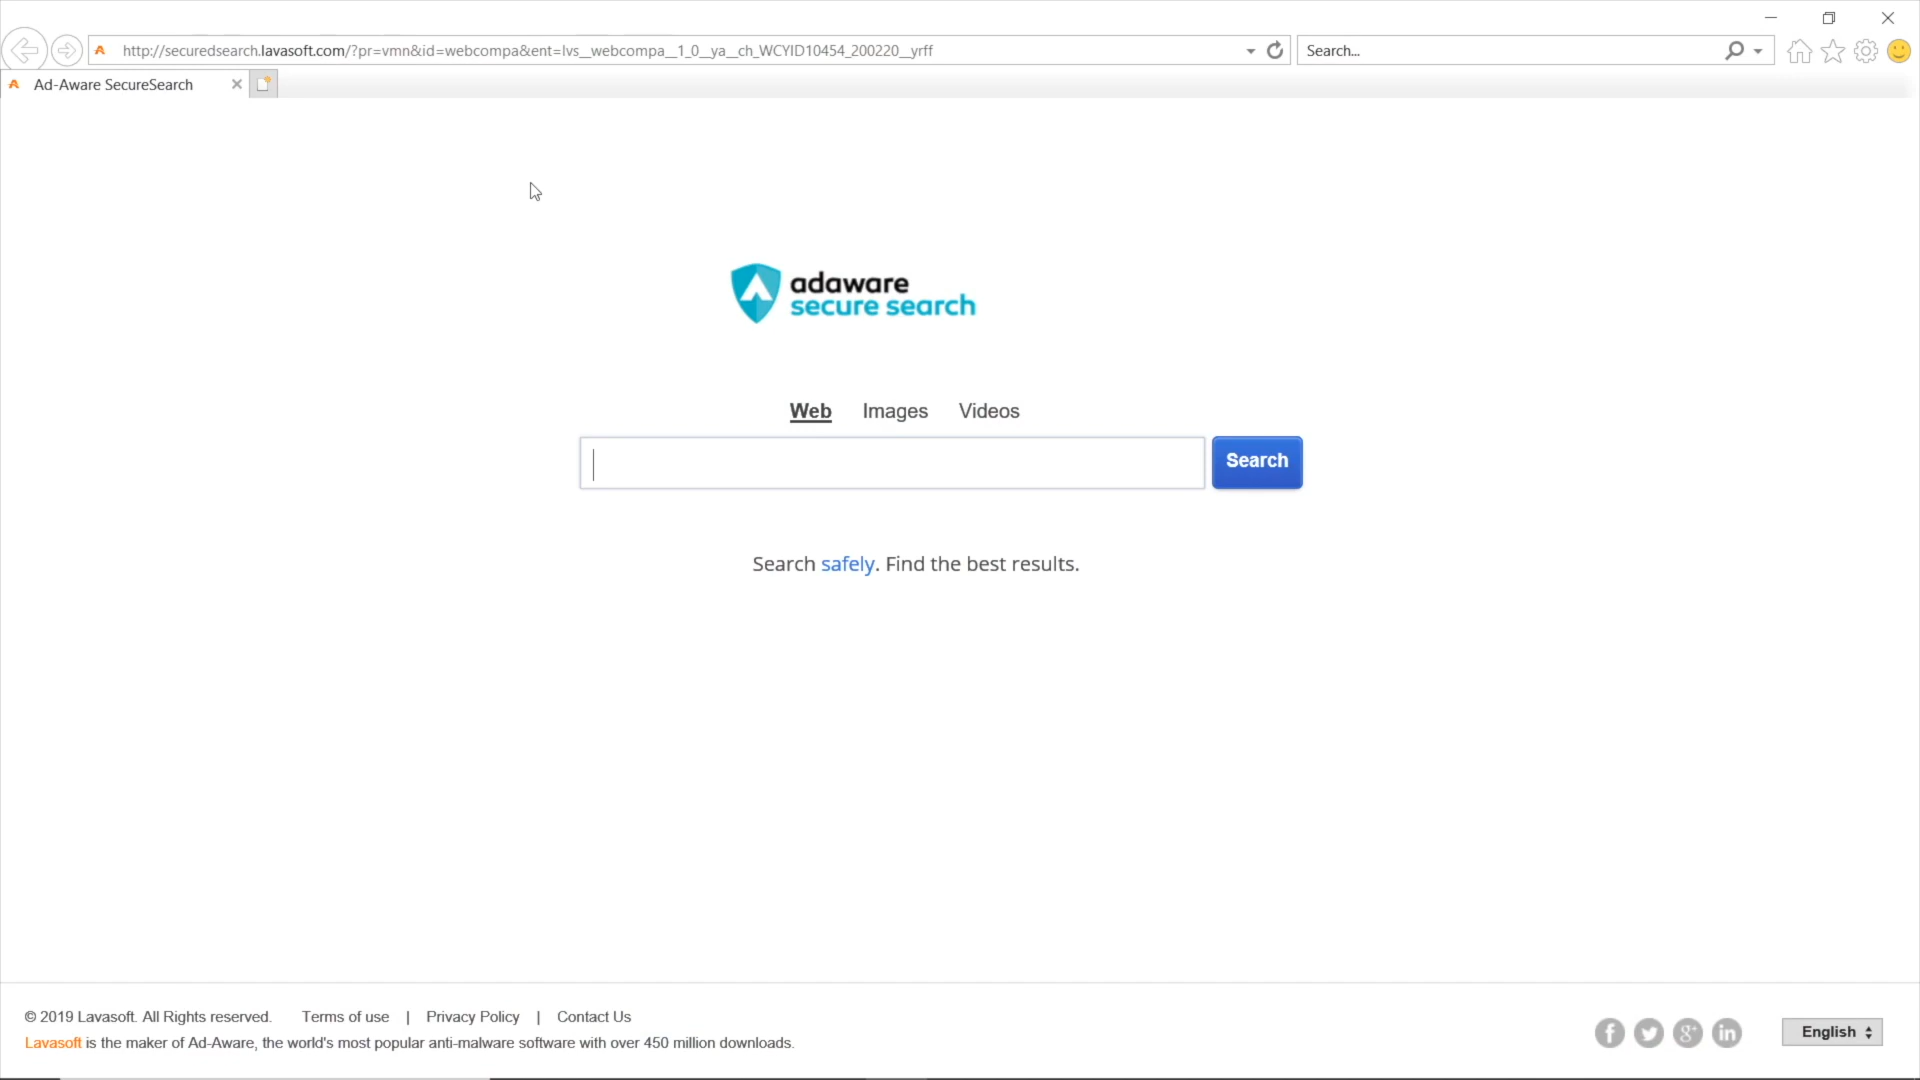 http://securedsearch.lavasoft.com/?pr=vmn&id=webcompa&ent=lvs__webcompa__1_0__ya__ch_WCYID10454_200220__yrff
Search...
Ad-Aware SecureSearch
adaware
secure search
Web Images Videos
Search
Search safely. Find the best results.
© 2019 Lavasoft. All Rights reserved. Terms of use | Privacy Policy | Contact Us
Lavasoft is the maker of Ad-Aware, the world's most popular anti-malware software with over 450 million downloads.
English